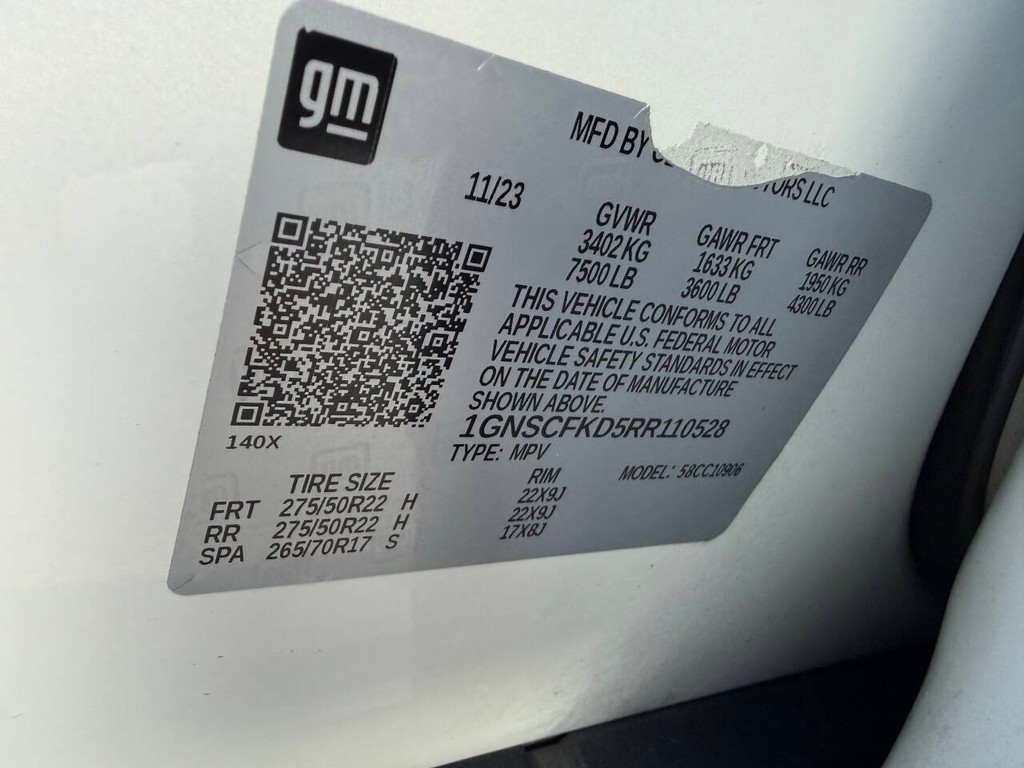 gm
MFD BY
11/23
GVWR GAWR FRT GAWR RR
3402 KG 1633 KG 1950 KG
7500 LB 3600 LB 4300 LB
THIS VEHICLE CONFORMS TO ALL
APPLICABLE U.S. FEDERAL MOTOR
VEHICLE SAFETY STANDARDS IN EFFECT
ON THE DATE OF MANUFACTURE
SHOWN ABOVE.
1GNSCFKD5RR110528
140X
TYPE: MPV MODEL: 58CC10906
TIRE SIZE RIM
FRT 275/50R22 H 22X9J
RR 275/50R22 H 22X9J
SPA 265/70R17 S 17X8J
LLC